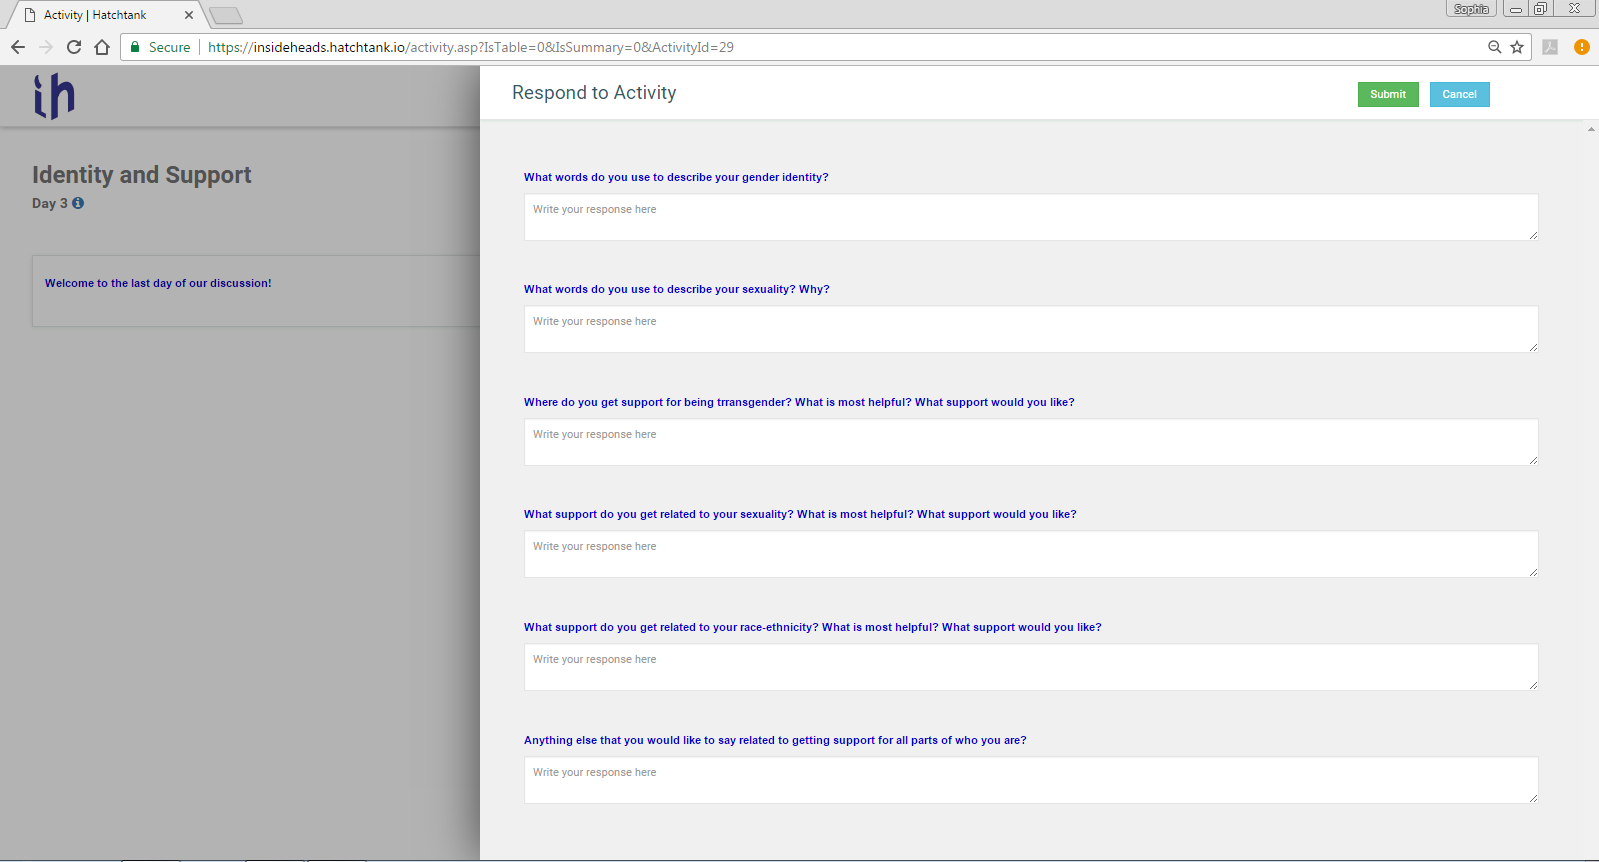 Activity | Hatchtank
Sophia
Secure
https://insideheads.hatchtank.io/activity.asp?IsTable=0&IsSummary=0&ActivityId=29
ih
Identity and Support
Day 3
Welcome to the last day of our discussion!
Respond to Activity
Submit
Cancel
What words do you use to describe your gender identity?
Write your response here
What words do you use to describe your sexuality? Why?
Write your response here
Where do you get support for being trransgender? What is most helpful? What support would you like?
Write your response here
What support do you get related to your sexuality? What is most helpful? What support would you like?
Write your response here
What support do you get related to your race-ethnicity? What is most helpful? What support would you like?
Write your response here
Anything else that you would like to say related to getting support for all parts of who you are?
Write your response here